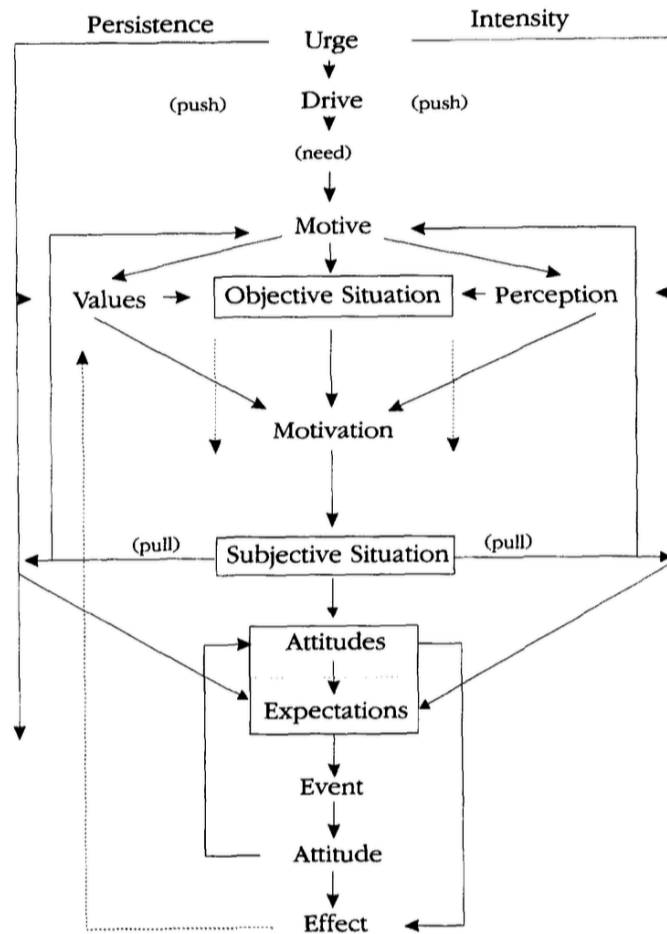 Persistence
Intensity
Urge
(push)
Drive
(push)
(need)
Motive
Values
Objective Situation
Perception
Motivation
(pull)
Subjective Situation
(pull)
Attitudes
Expectations
Event
Attitude
Effect